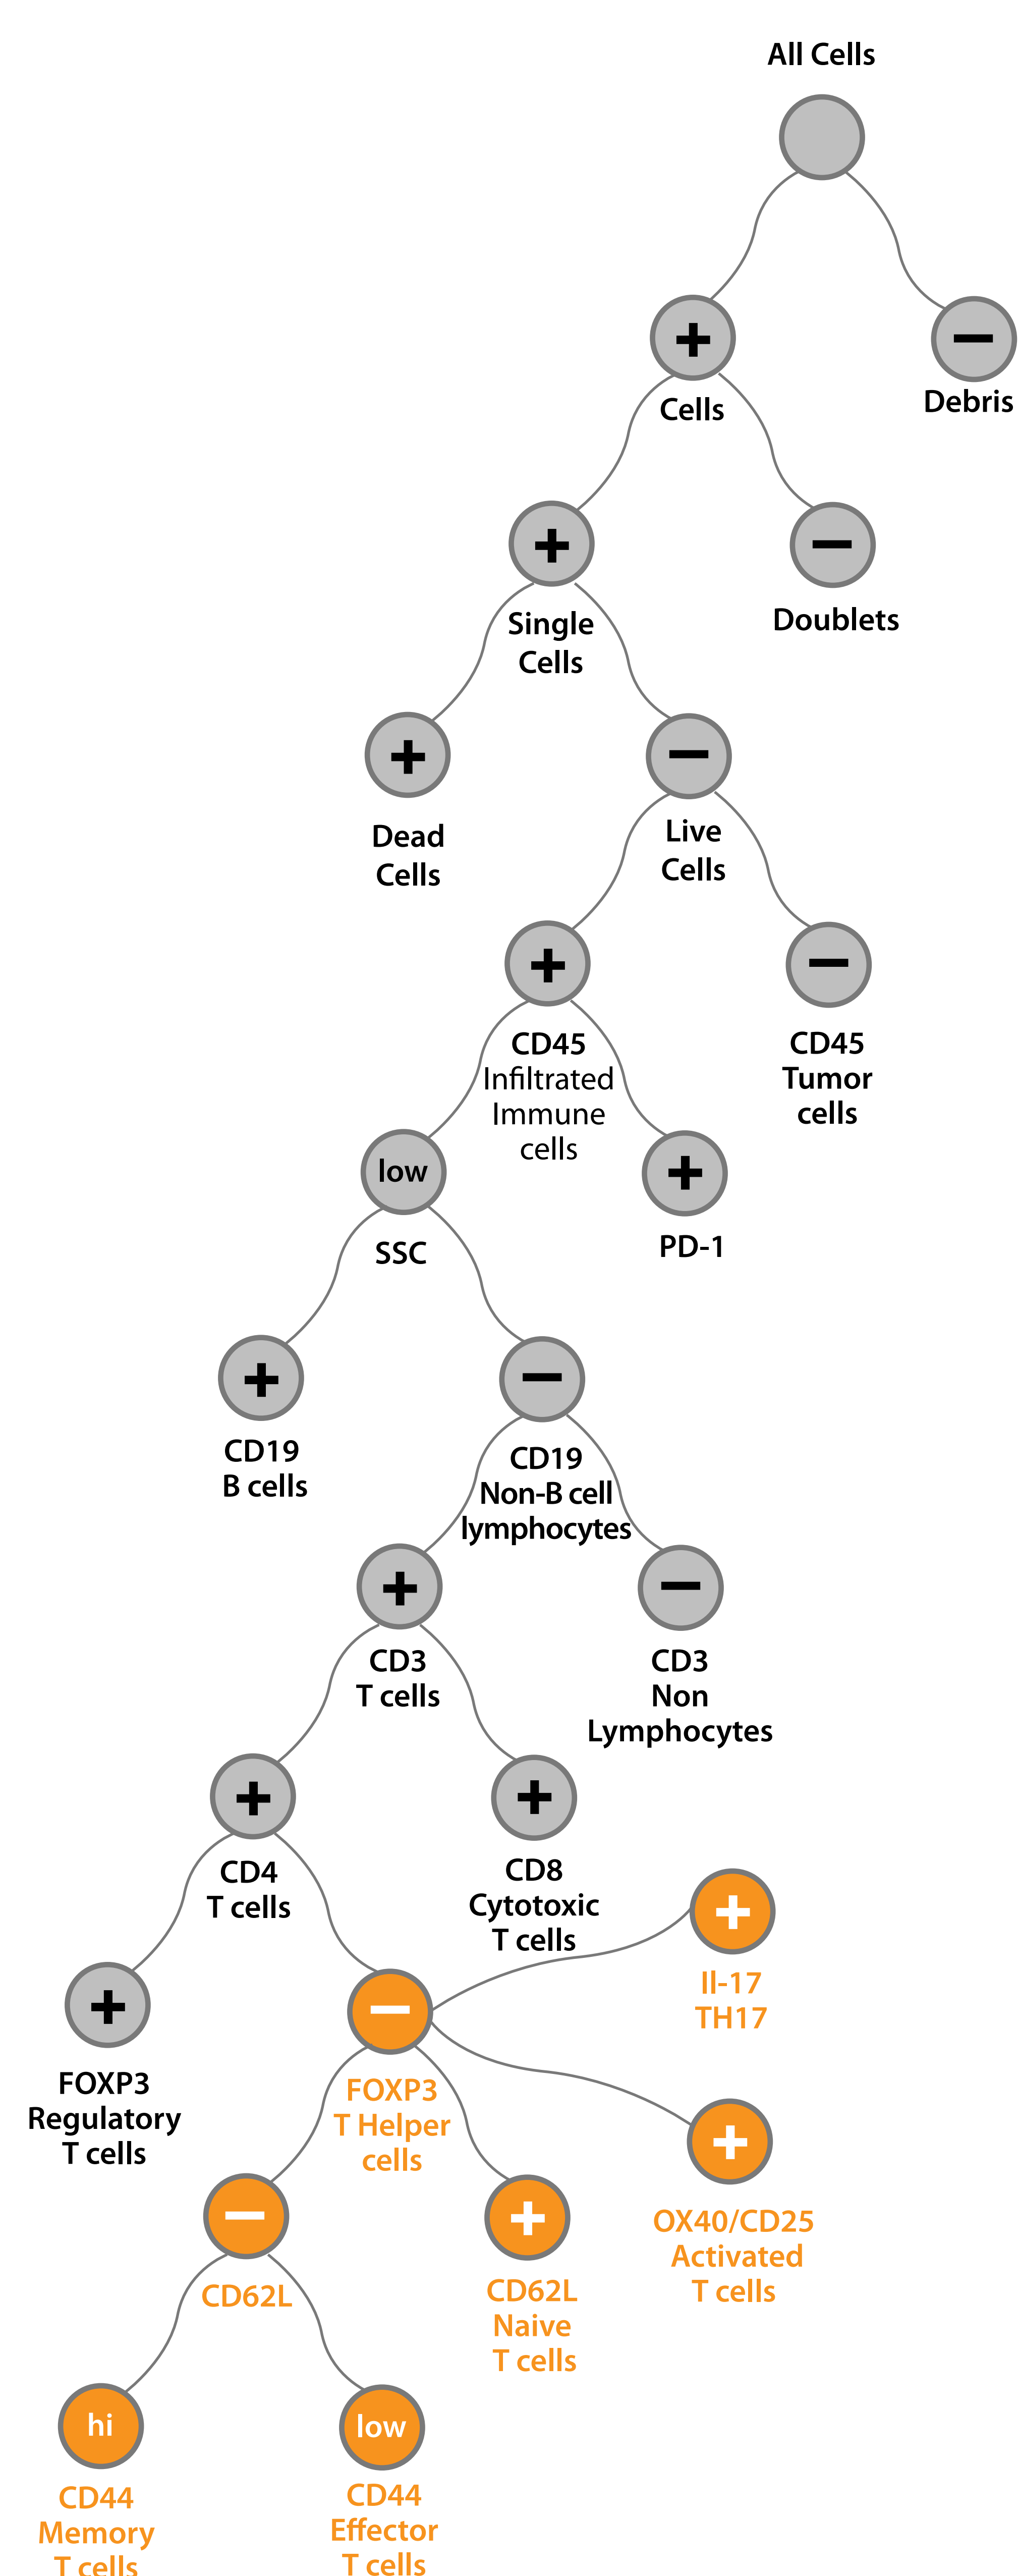 All Cells
+
Cells
−
Debris
+
Single
Cells
−
Doublets
+
Dead
Cells
−
Live
Cells
+
CD45
Infiltrated
Immune
cells
−
CD45
Tumor
cells
low
SSC
+
PD-1
+
CD19
B cells
−
CD19
Non-B cell
lymphocytes
+
CD3
T cells
−
CD3
Non
Lymphocytes
+
CD4
T cells
+
CD8
Cytotoxic
T cells
+
Il-17
TH17
+
FOXP3
Regulatory
T cells
−
FOXP3
T Helper
cells
+
OX40/CD25
Activated
T cells
−
CD62L
+
CD62L
Naive
T cells
hi
CD44
Memory
T cells
low
CD44
Effector
T cells